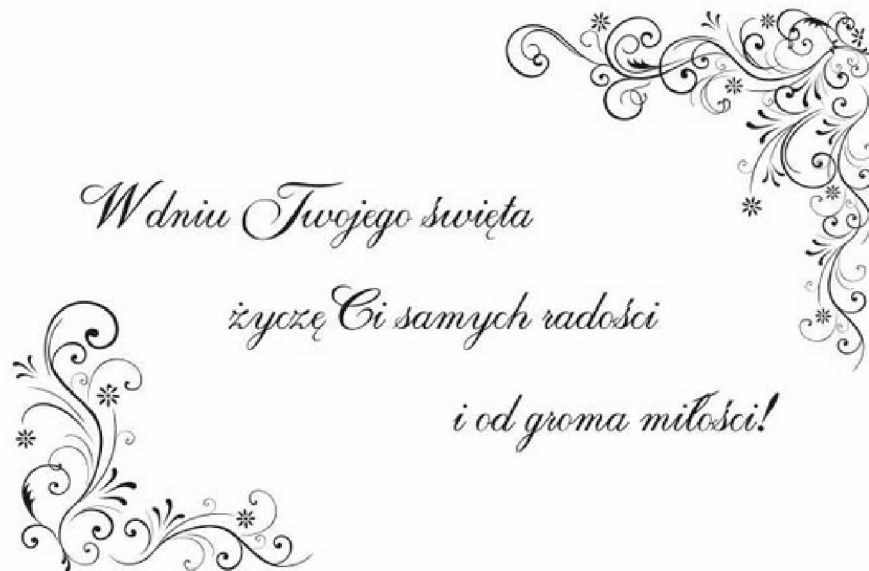 W dniu Twojego święta
życzę Ci samych radości
i od groma miłości!